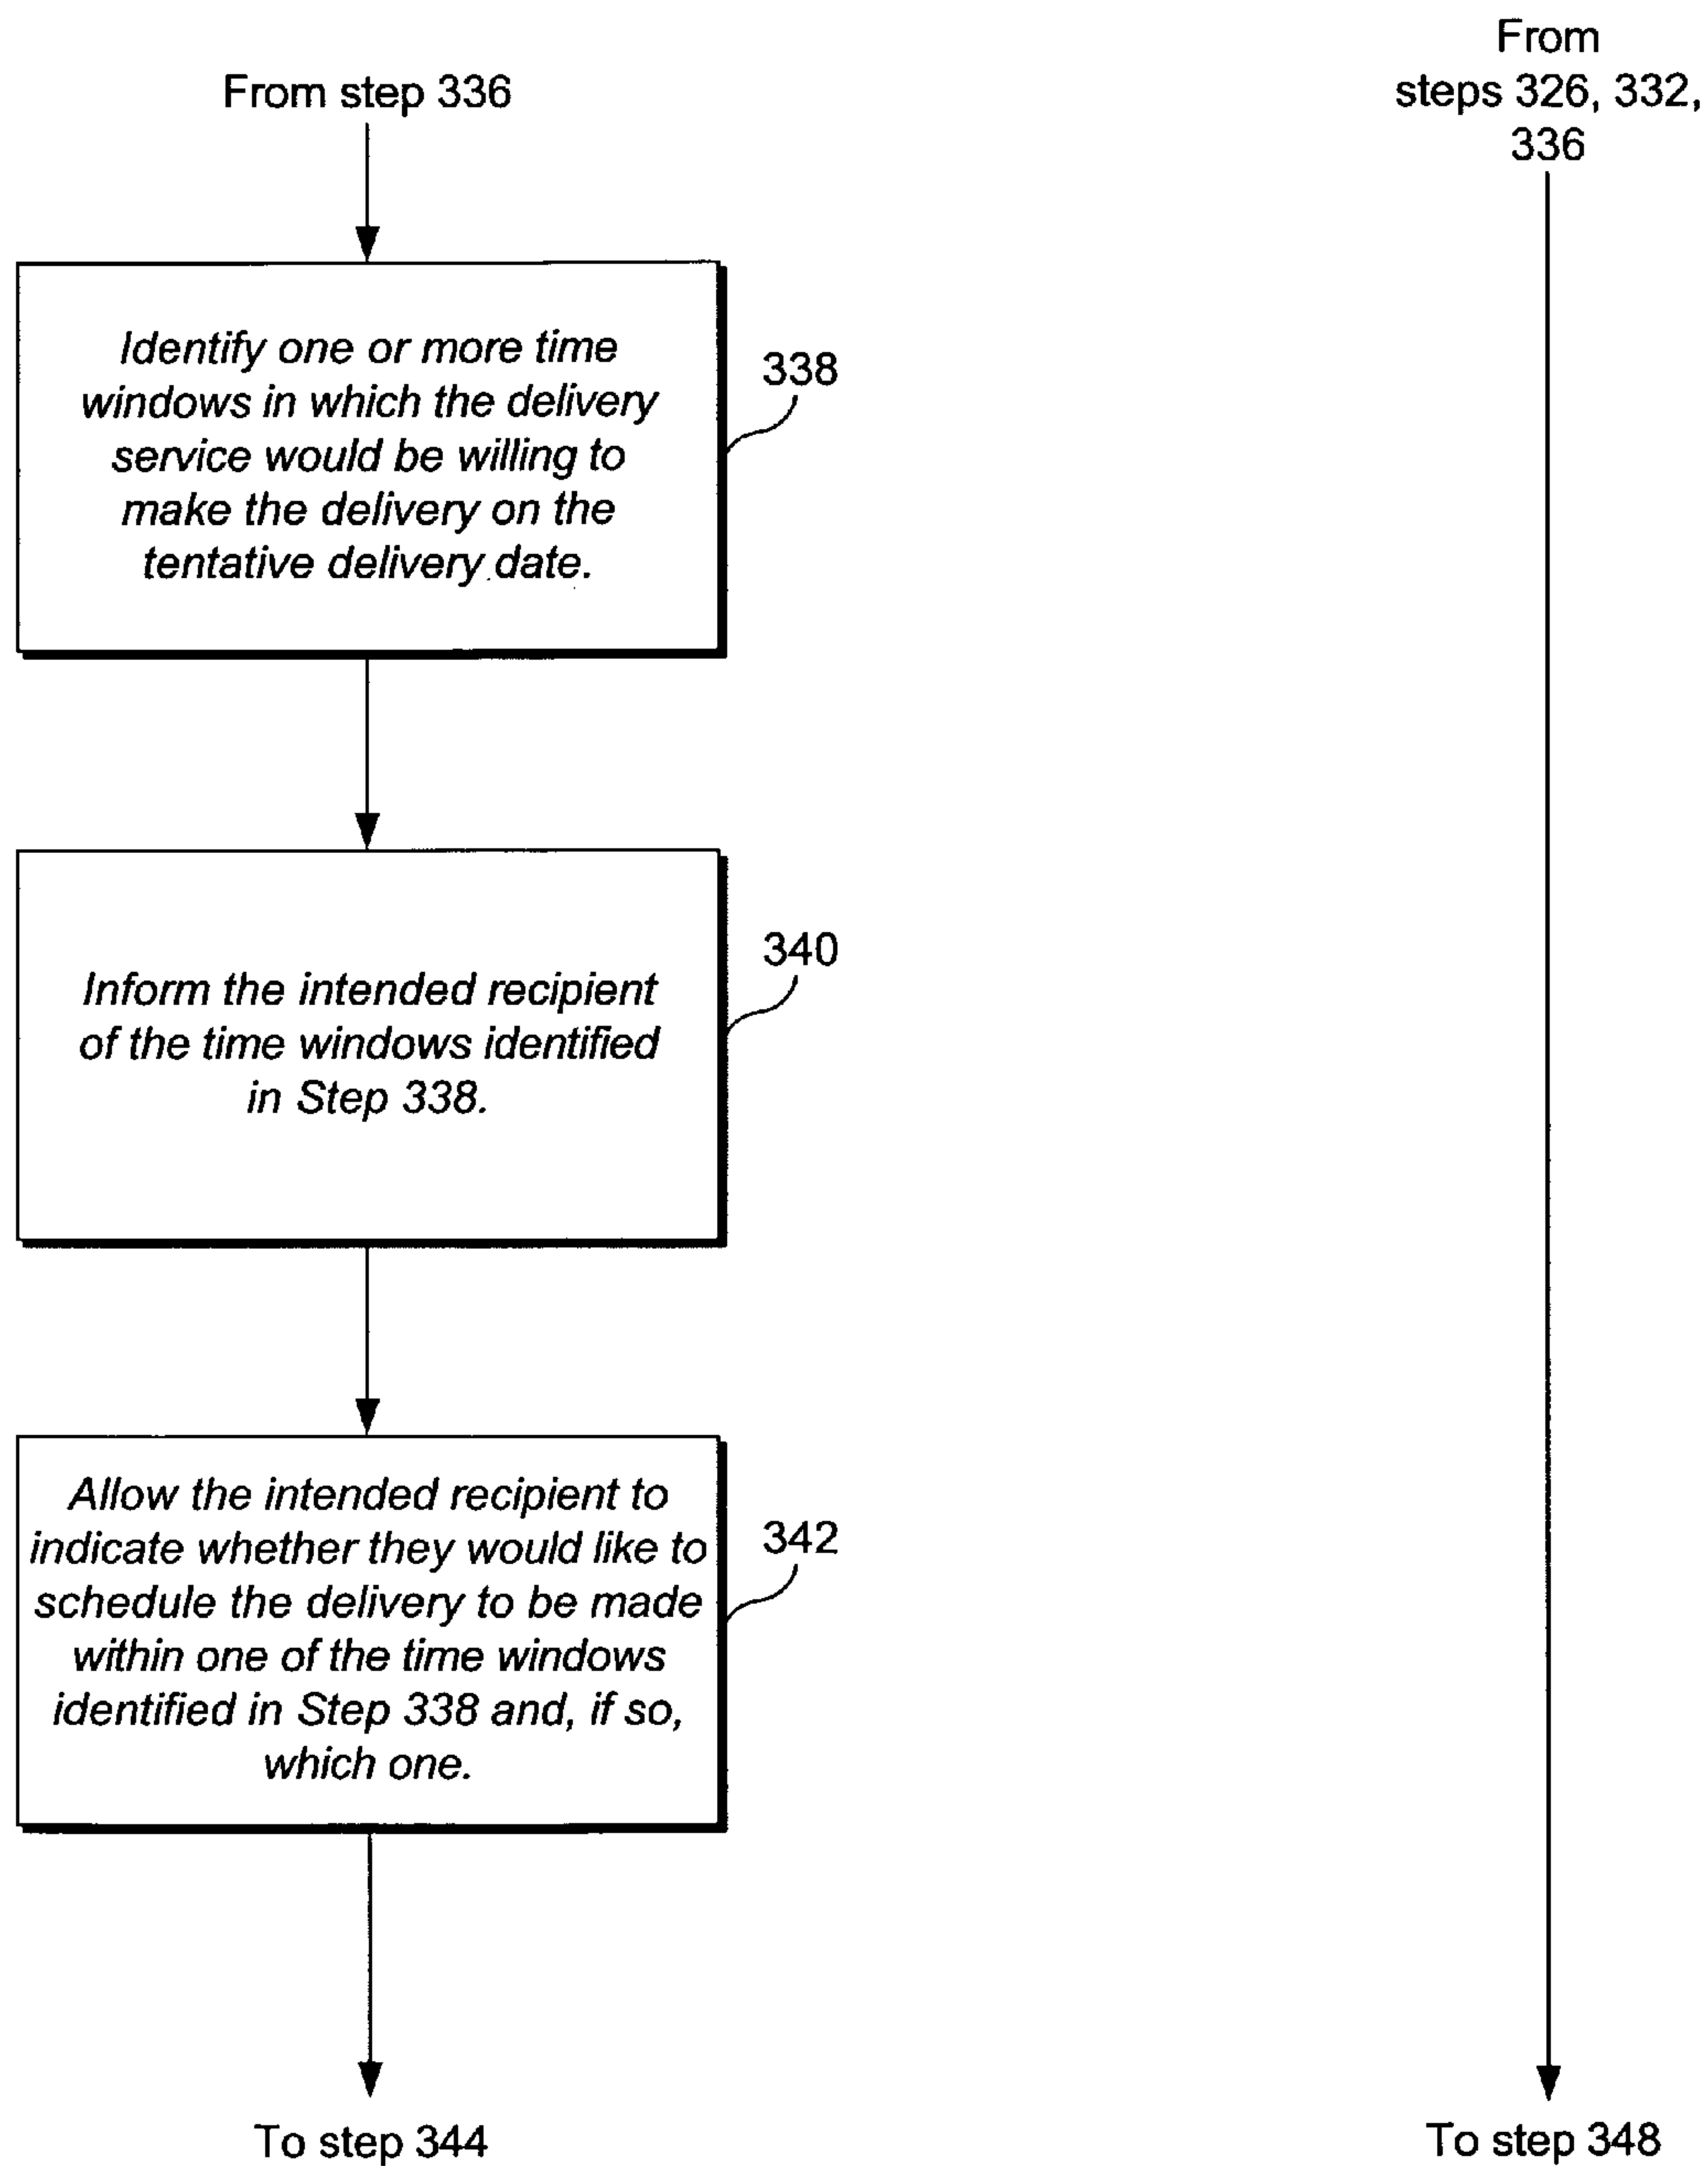 From step 336
From
steps 326, 332,
336
Identify one or more time
windows in which the delivery
service would be willing to
make the delivery on the
tentative delivery date.
338
Inform the intended recipient
of the time windows identified
in Step 338.
340
Allow the intended recipient to
indicate whether they would like to
schedule the delivery to be made
within one of the time windows
identified in Step 338 and, if so,
which one.
342
To step 344
To step 348